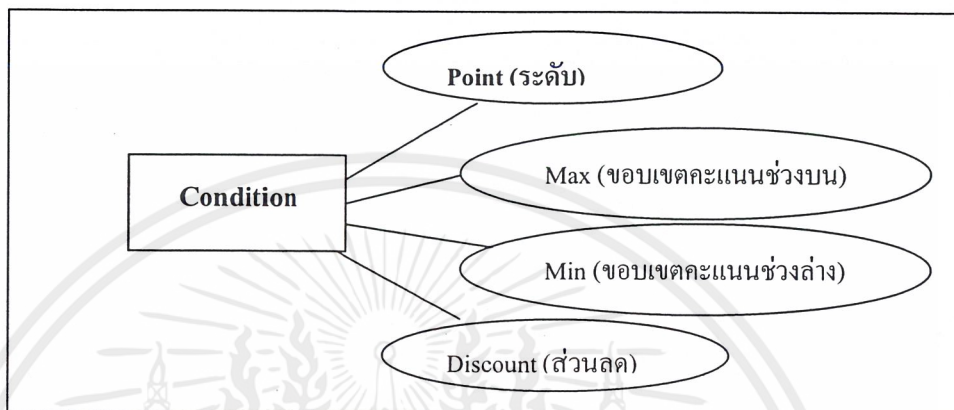 Point (ระดับ)
Condition
Max (ขอบเขตคะแนนช่วงบน)
Min (ขอบเขตคะแนนช่วงล่าง)
Discount (ส่วนลด)